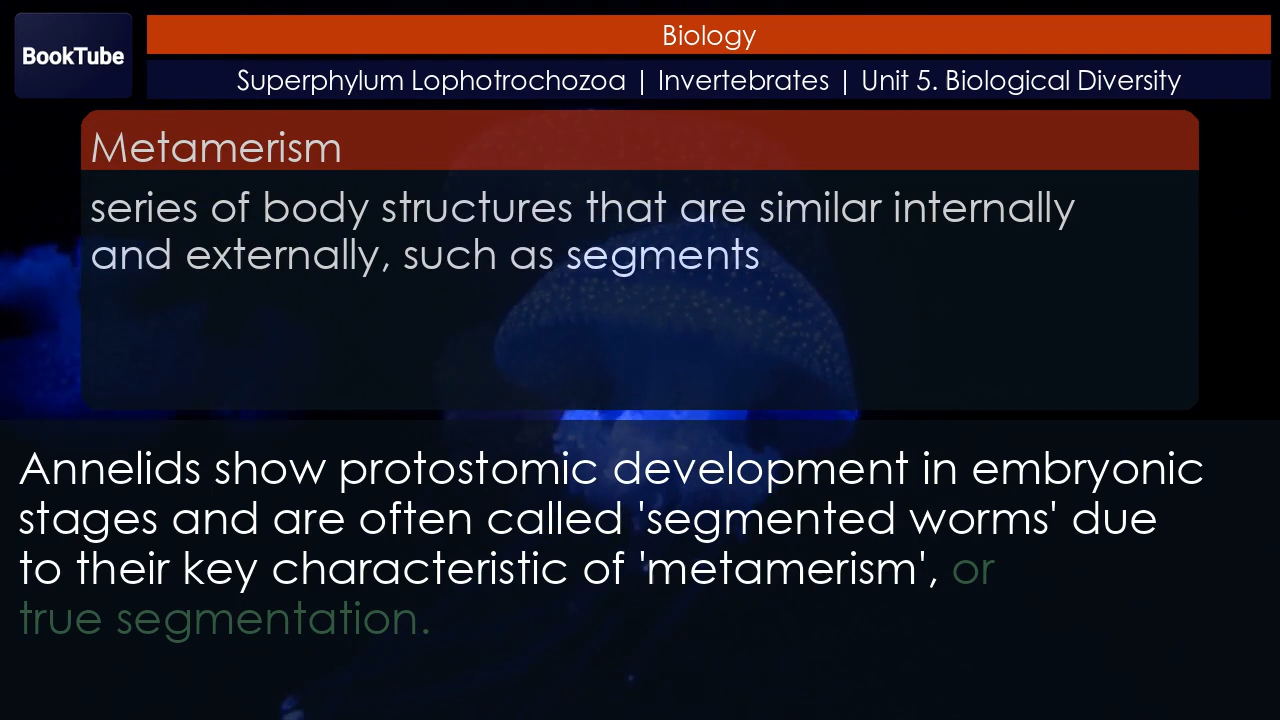 BookTube
Biology
Superphylum Lophotrochozoa | Invertebrates | Unit 5. Biological Diversity
Metamerism
series of body structures that are similar internally
and externally, such as segments
Annelids show protostomic development in embryonic
stages and are often called 'segmented worms' due
to their key characteristic of 'metamerism', or
true segmentation.